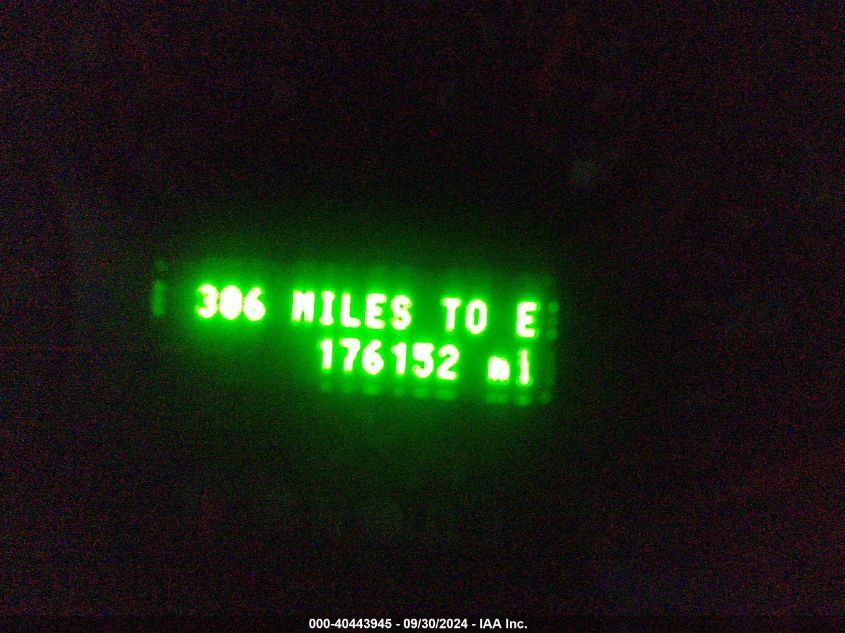 306 MILES TO E
176152 mi
000-40443945 - 09/30/2024 - IAA Inc.